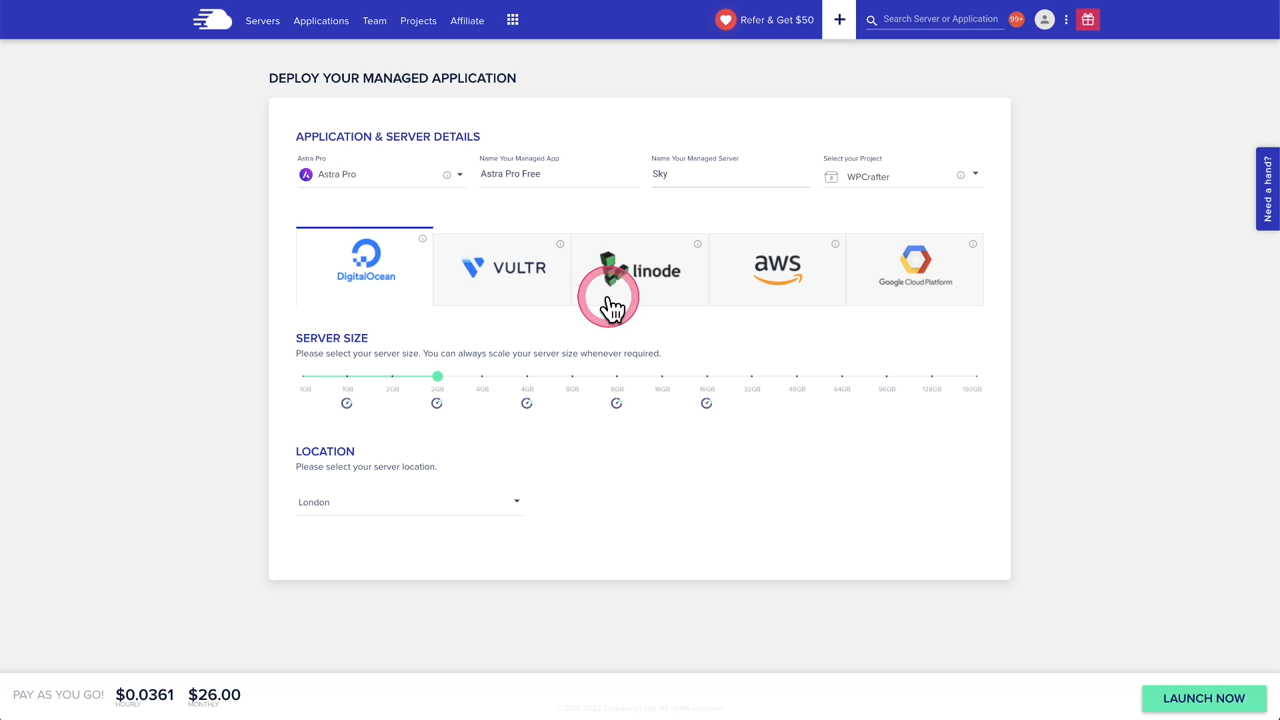 Servers Applications Team Projects Affiliate Refer & Get $50 + Search Server or Application 99+
DEPLOY YOUR MANAGED APPLICATION
APPLICATION & SERVER DETAILS
Astra Pro Name Your Managed App Name Your Managed Server Select your Project
Astra Pro Astra Pro Free Sky WPCrafter
Need a hand?
DigitalOcean VULTR linode aws Google Cloud Platform
SERVER SIZE
Please select your server size. You can always scale your server size whenever required.
1GB 1GB 2GB 2GB 4GB 4GB 8GB 8GB 16GB 16GB 32GB 48GB 64GB 96GB 128GB 192GB
LOCATION
Please select your server location.
London
PAY AS YOU GO! $0.0361 $26.00
HOURLY MONTHLY
LAUNCH NOW